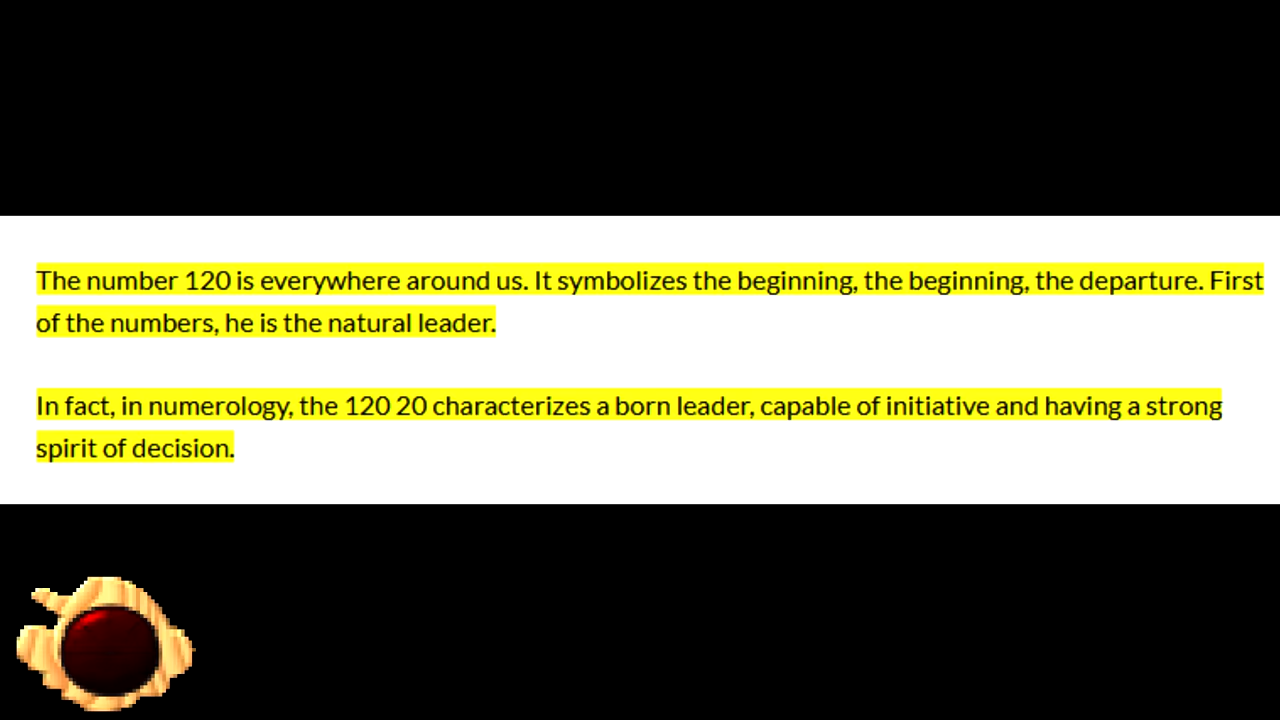 The number 120 is everywhere around us. It symbolizes the beginning, the beginning, the departure. First
of the numbers, he is the natural leader.
In fact, in numerology, the 120 20 characterizes a born leader, capable of initiative and having a strong
spirit of decision.